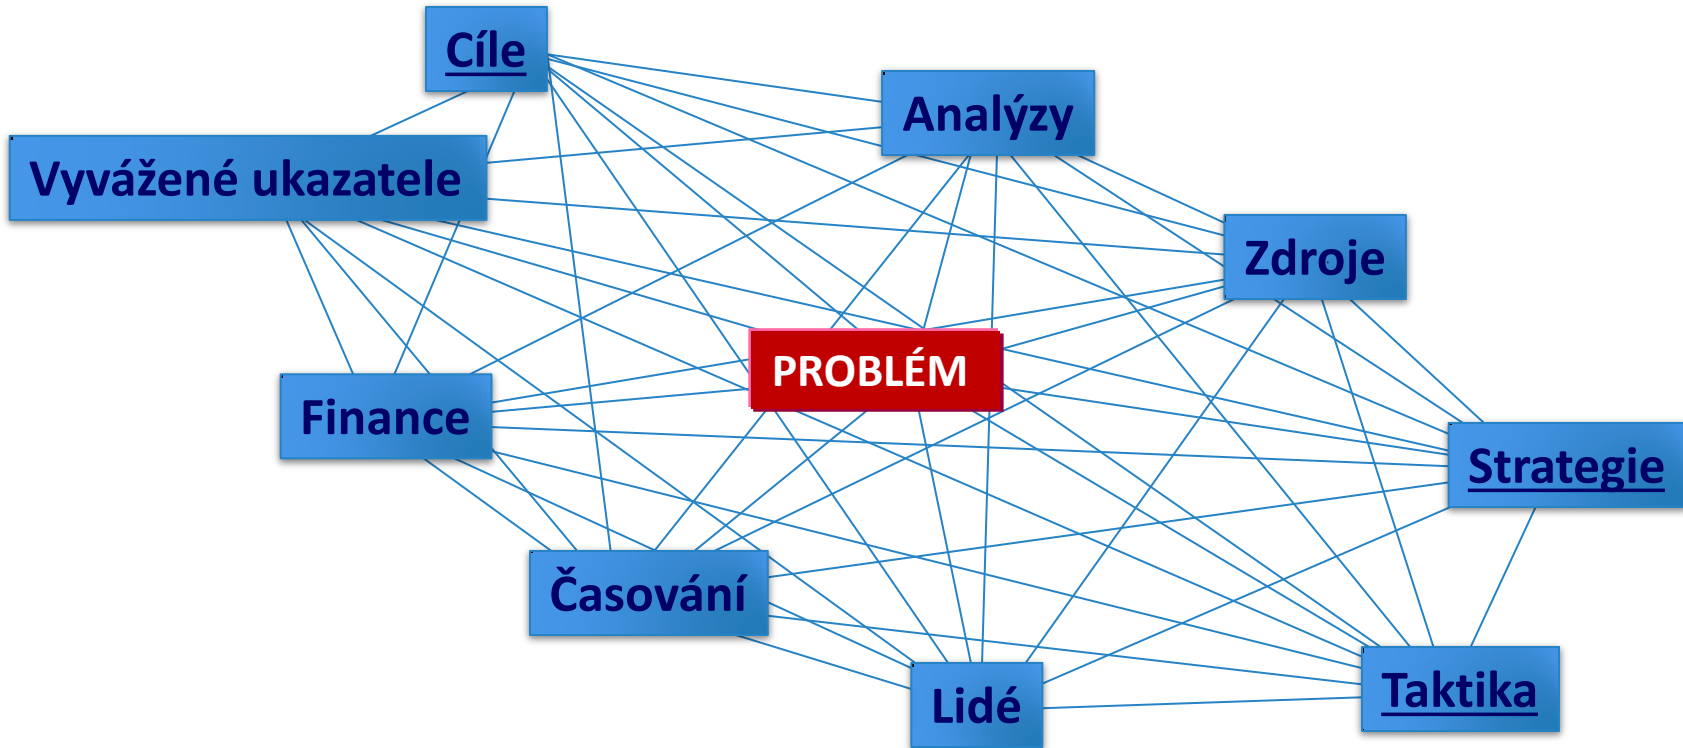 Cíle
Analýzy
Vyvážené ukazatele
Zdroje
PROBLÉM
Finance
Strategie
Časování
Lidé
Taktika